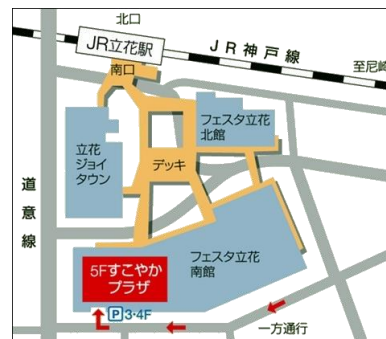 北口
JR立花駅
JR神戸線
南口
至尼崎
フェスタ立花
北館
立花
ジョイ
タウン
デッキ
道意線
フェスタ立花
南館
5Fすこやか
プラザ
P3·4F
一方通行